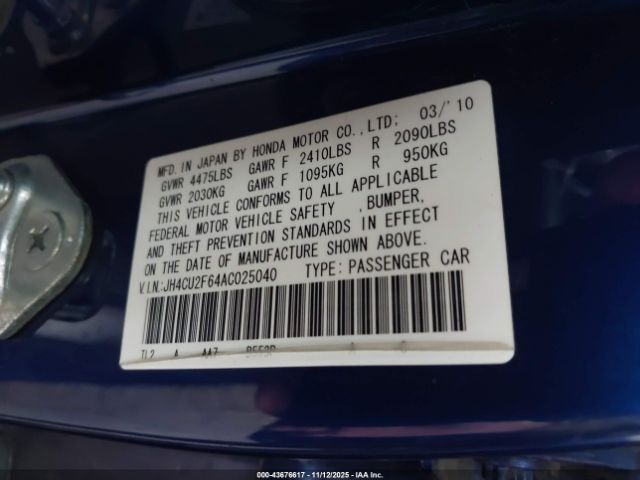 MFD.IN JAPAN BY HONDA MOTOR CO.,LTD; 03/'10
GVWR 4475LBS GAWR F 2410LBS R 2090LBS
GVWR 2030KG GAWR F 1095KG R 950KG
THIS VEHICLE CONFORMS TO ALL APPLICABLE
FEDERAL MOTOR VEHICLE SAFETY ,BUMPER,
AND THEFT PREVENTION STANDARDS IN EFFECT
ON THE DATE OF MANUFACTURE SHOWN ABOVE.
V.I.N.:JH4CU2F64AC025040 TYPE: PASSENGER CAR
TL2 A AA7
000-43676617 | 11/12/2025 | IAA Inc.